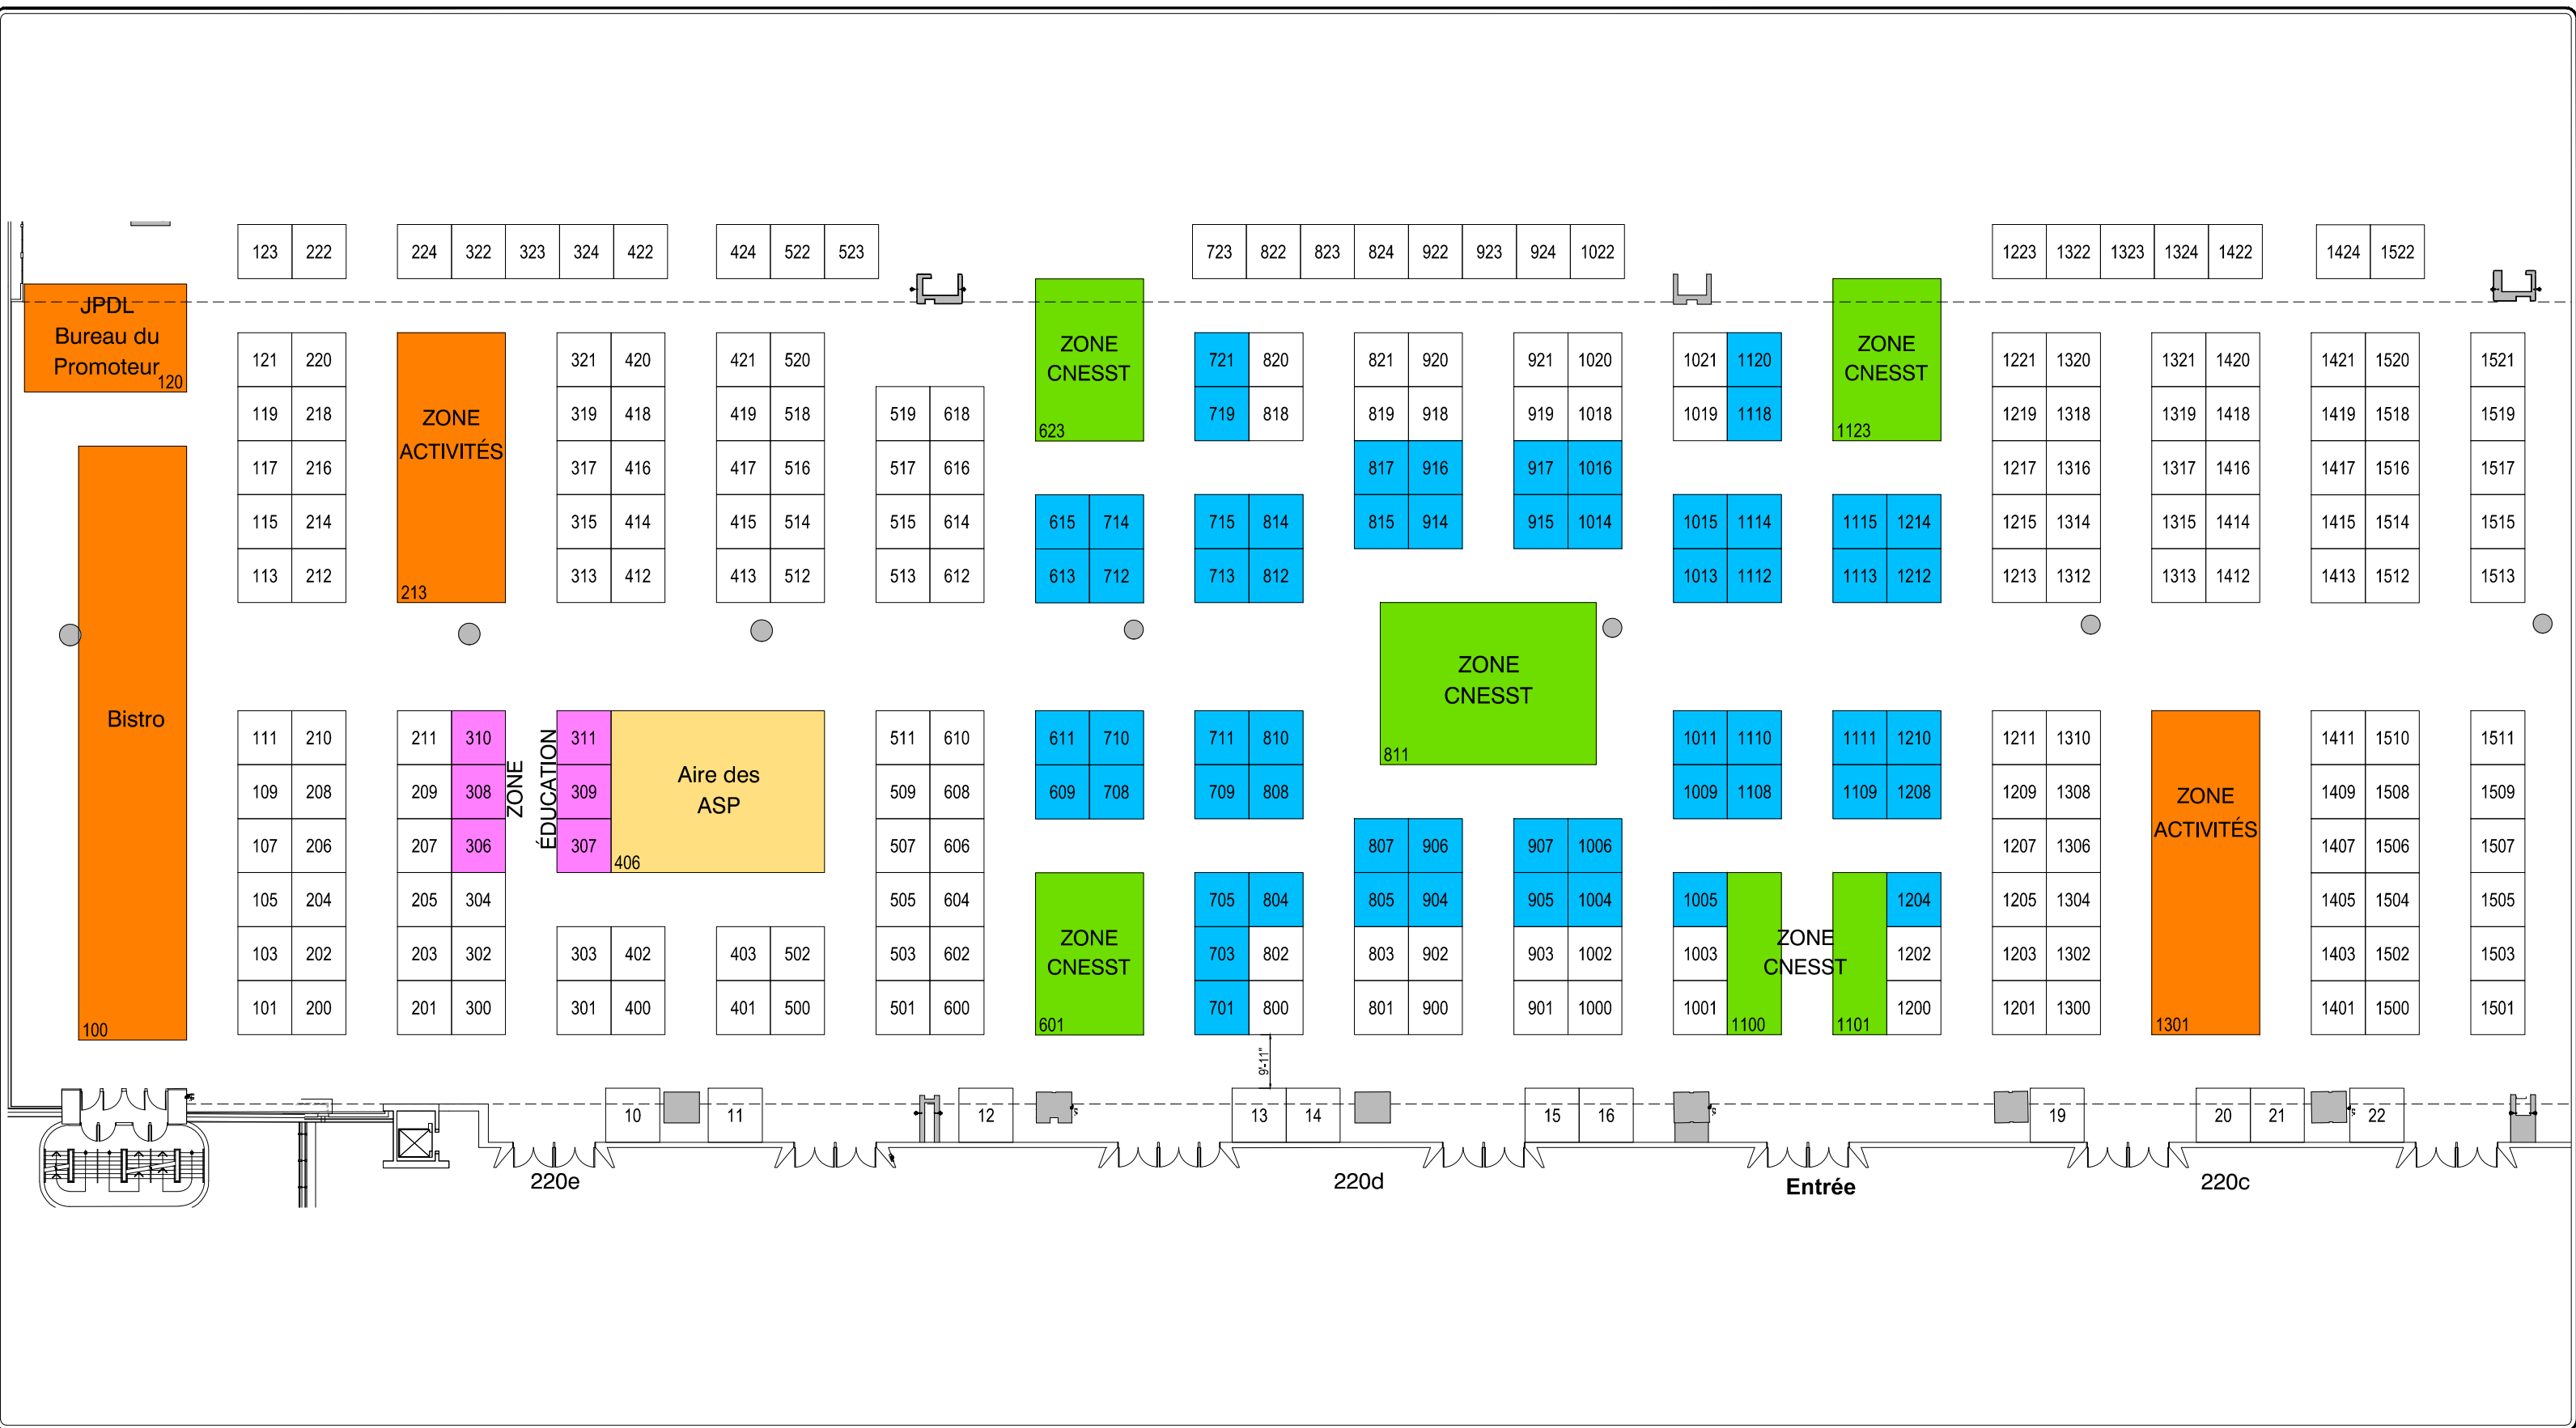 123 222 224 322 323 324 422 424 522 523 723 822 823 824 922 923 924 1022 1223 1322 1323 1324 1422 1424 1522
JPDL
Bureau du
Promoteur
120
ZONE
CNESST
623
ZONE
CNESST
1123
121 220 321 420 421 520 721 820 821 920 921 1020 1021 1120 1221 1320 1321 1420 1421 1520 1521
119 218 319 418 419 518 519 618 719 818 819 918 919 1018 1019 1118 1219 1318 1319 1418 1419 1518 1519
ZONE
ACTIVITÉS
213
117 216 317 416 417 516 517 616 817 916 917 1016 1217 1316 1317 1416 1417 1516 1517
115 214 315 414 415 514 515 614 615 714 715 814 815 914 915 1014 1015 1114 1115 1214 1215 1314 1315 1414 1415 1514 1515
113 212 313 412 413 512 513 612 613 712 713 812 1013 1112 1113 1212 1213 1312 1313 1412 1413 1512 1513
ZONE
CNESST
811
Bistro
100
111 210 211 310 311 511 610 611 710 711 810 1011 1110 1111 1210 1211 1310 1411 1510 1511
109 208 209 308 309 509 608 609 708 709 808 1009 1108 1109 1208 1209 1308 1409 1508 1509
ZONE
ÉDUCATION
Aire des
ASP
406
ZONE
ACTIVITÉS
1301
107 206 207 306 307 507 606 807 906 907 1006 1207 1306 1407 1506 1507
105 204 205 304 505 604 705 804 805 904 905 1004 1005 1204 1205 1304 1405 1504 1505
ZONE
CNESST
601
ZONE
CNESST
1100 1101
103 202 203 302 303 402 403 502 503 602 703 802 803 902 903 1002 1003 1202 1203 1302 1403 1502 1503
101 200 201 300 301 400 401 500 501 600 701 800 801 900 901 1000 1001 1200 1201 1300 1401 1500 1501
9'-11"
10 11 12 13 14 15 16 19 20 21 22
220e 220d Entrée 220c